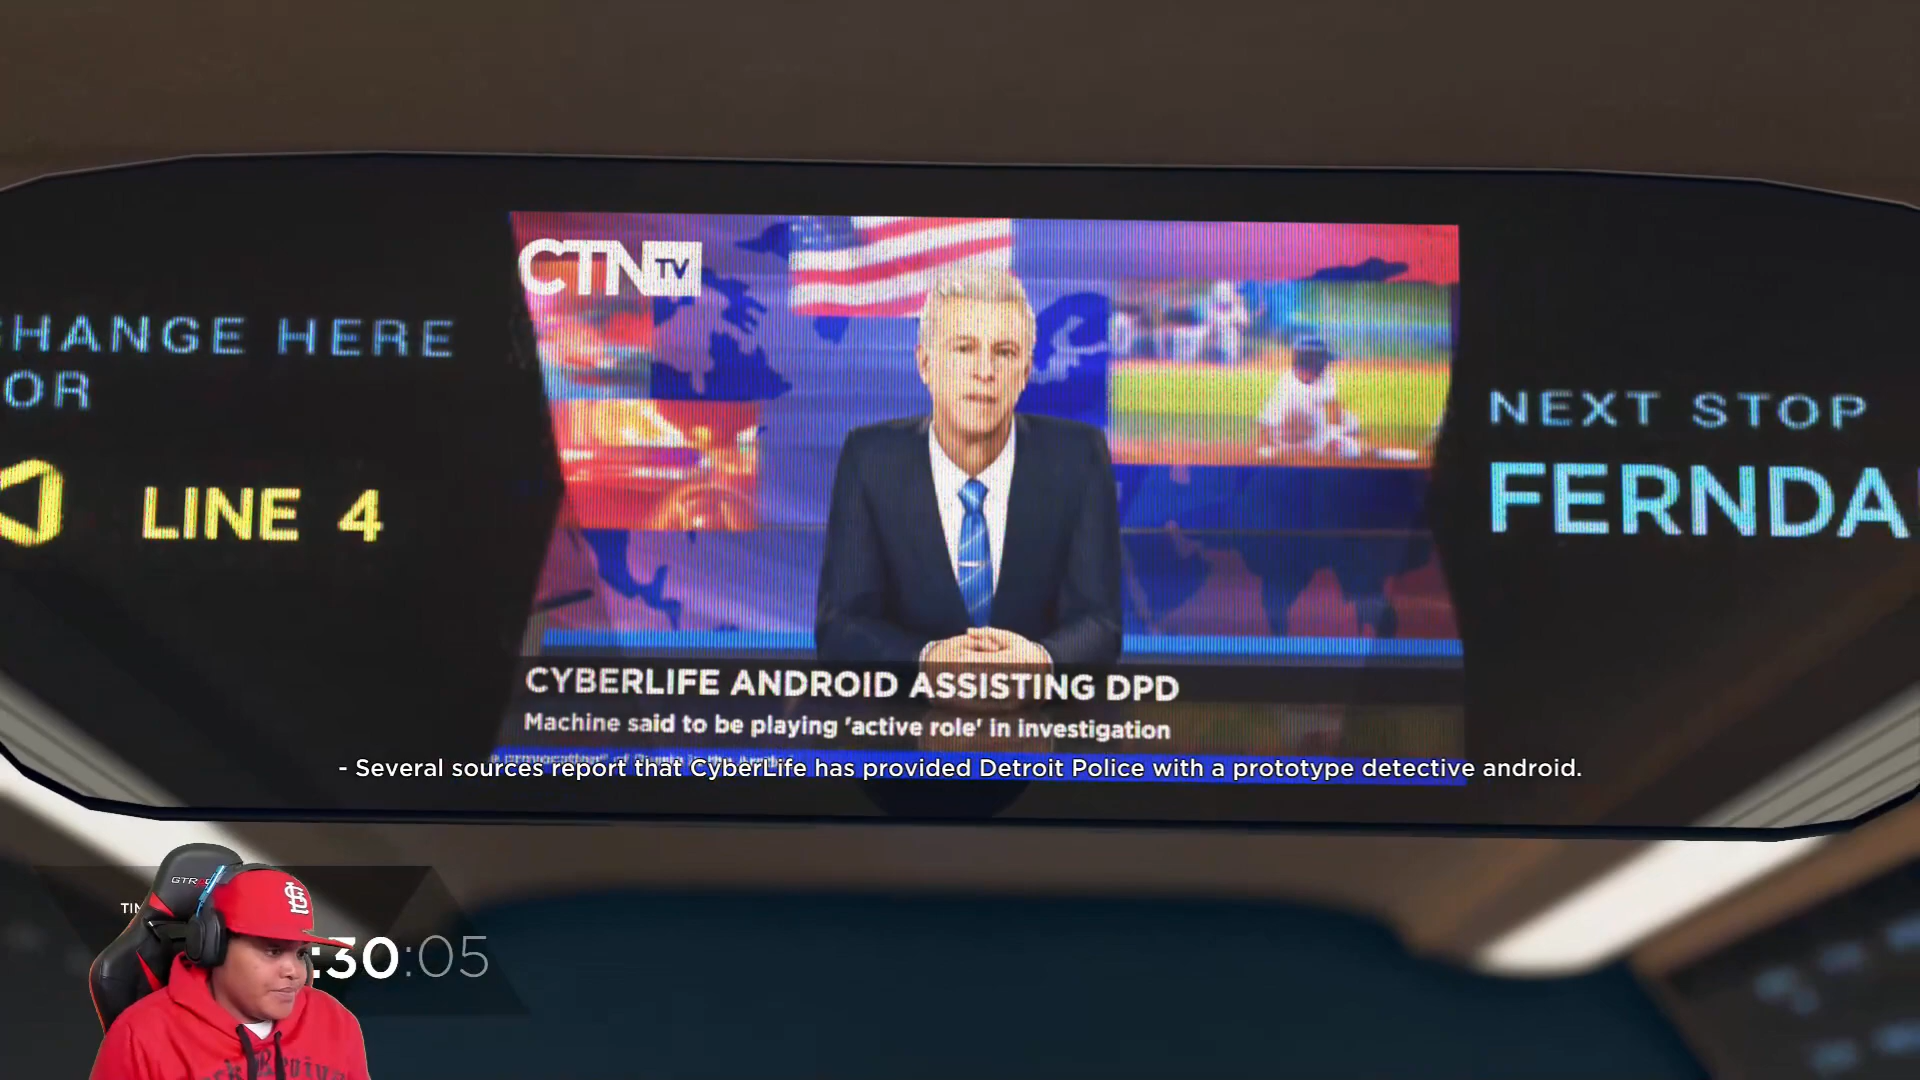 CTN TV
HANGE HERE
OR
LINE 4
NEXT STOP
FERNDA
CYBERLIFE ANDROID ASSISTING DPD
Machine said to be playing 'active role' in investigation
- Several sources report that CyberLife has provided Detroit Police with a prototype detective android.
GTR
TI
:30:05